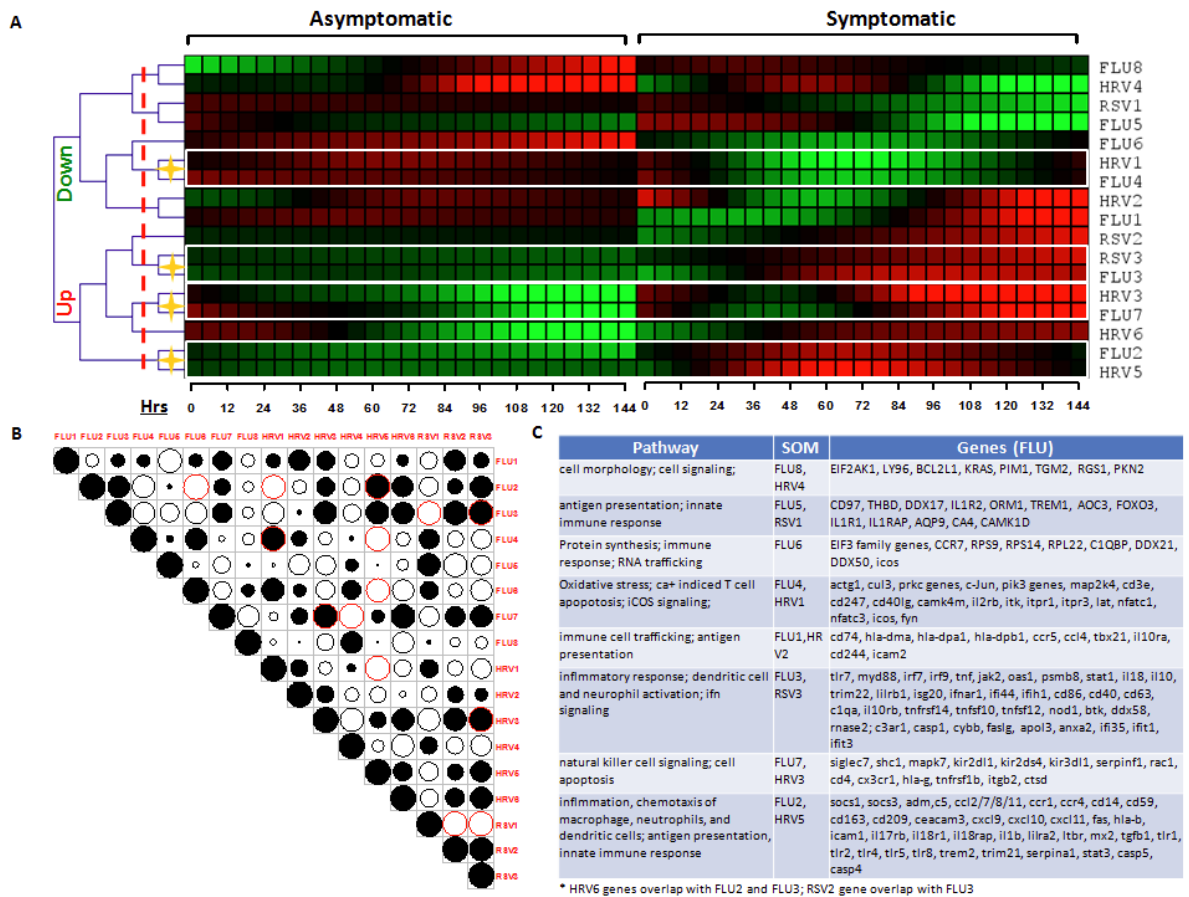 A
Asymptomatic
Symptomatic
Down
Up
FLU8
HRV4
RSV1
FLU5
FLU6
HRV1
FLU4
HRV2
FLU1
RSV2
RSV3
FLU3
HRV3
FLU7
HRV6
FLU2
HRV5
Hrs 0 12 24 36 48 60 72 84 96 108 120 132 144 0 12 24 36 48 60 72 84 96 108 120 132 144
B
FLU1 FLU2 FLU3 FLU4 FLU5 FLU6 FLU7 FLU8 HRV1 HRV2 HRV3 HRV4 HRV5 HRV6 RSV1 RSV2 RSV3
FLU1
FLU2
FLU3
FLU4
FLU5
FLU6
FLU7
FLU8
HRV1
HRV2
HRV3
HRV4
HRV5
HRV6
RSV1
RSV2
RSV3
C
Pathway SOM Genes (FLU)
cell morphology; cell signaling; FLU8, EIF2AK1, LY96, BCL2L1, KRAS, PIM1, TGM2, RGS1, PKN2
HRV4
antigen presentation; innate FLU5, CD97, THBD, DDX17, IL1R2, ORM1, TREM1, AOC3, FOXO3,
immune response RSV1 IL1R1, IL1RAP, AQP9, CA4, CAMK1D
Protein synthesis; immune FLU6 EIF3 family genes, CCR7, RPS9, RPS14, RPL22, C1QBP, DDX21,
response; RNA trafficking DDX50, icos
Oxidative stress; ca+ indiced T cell FLU4, actg1, cul3, prkc genes, c-Jun, pik3 genes, map2k4, cd3e,
apopotosis; iCOS signaling; HRV1 cd247, cd40lg, camk4m, il2rb, itk, itpr1, itpr3, lat, nfatc1,
nfatc3, icos, fyn
immune cell trafficking; antigen FLU1,HR cd74, hla-dma, hla-dpa1, hla-dpb1, ccr5, ccl4, tbx21, il10ra,
presentation V2 cd244, icam2
inflmmatory response; dendritic cell FLU3, tlr7, myd88, irf7, irf9, tnf, jak2, oas1, psmb8, stat1, il18, il10,
and neurophil activation; ifn RSV3 trim22, lilrb1, isg20, ifnar1, ifi44, ifih1, cd86, cd40, cd63,
signaling c1qa, il10rb, tnfrsf14, tnfsf10, tnfsf12, nod1, btk, ddx58,
rnase2; c3ar1, casp1, cybb, faslg, apol3, anxa2, ifi35, ifit1,
ifit3
natural killer cell signaling; cell FLU7, siglec7, shc1, mapk7, kir2dl1, kir2ds4, kir3dl1, serpinf1, rac1,
apoptosis HRV3 cd4, cx3cr1, hla-g, tnfrsf1b, itgb2, ctsd
inflmmation, chemotaxis of FLU2, socs1, socs3, adm,c5, ccl2/7/8/11, ccr1, ccr4, cd14, cd59,
macrophage, neutrophils, and HRV5 cd163, cd209, ceacam3, cxcl9, cxcl10, cxcl11, fas, hla-b,
dendritic cells; antigen presentation, icam1, il17rb, il18r1, il18rap, il1b, lilra2, ltbr, mx2, tgfb1, tlr1,
innate immune response tlr2, tlr4, tlr5, tlr8, trem2, trim21, serpina1, stat3, casp5,
casp4
* HRV6 genes overlap with FLU2 and FLU3; RSV2 gene overlap with FLU3